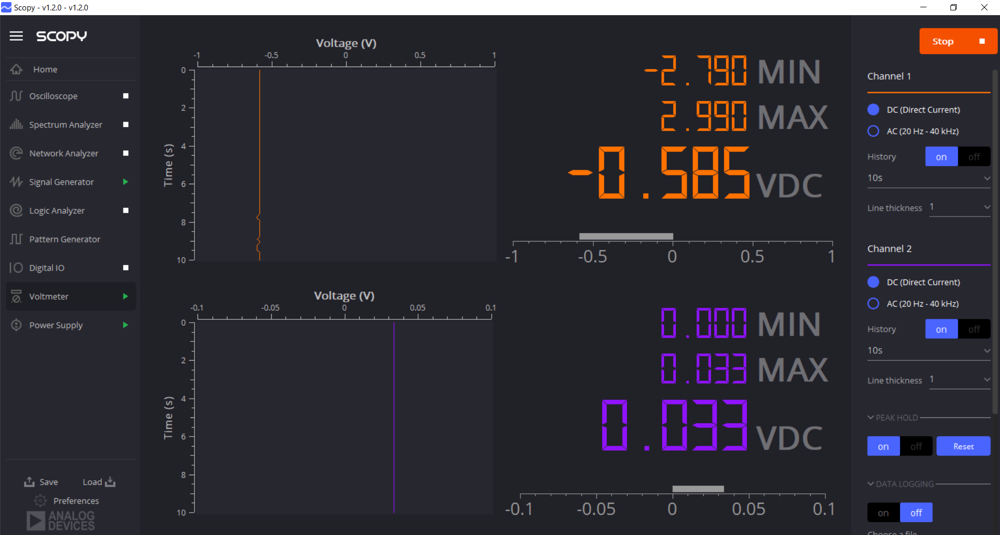 Scopy - v1.2.0 - v1.2.0
SCOPY
Home
Oscilloscope
Spectrum Analyzer
Network Analyzer
Signal Generator
Logic Analyzer
Pattern Generator
Digital IO
Voltmeter
Power Supply
Save Load
Preferences
ANALOG
DEVICES
Voltage (V)
-1 -0.5 0 0.5 1
Time (s)
0
2
4
6
8
10
-2.790 MIN
2.990 MAX
-0.585 VDC
-1 -0.5 0 0.5 1
Voltage (V)
-0.1 -0.05 0 0.05 0.1
Time (s)
0
2
4
6
8
10
0.000 MIN
0.033 MAX
0.033 VDC
-0.1 -0.05 0 0.05 0.1
Stop
Channel 1
DC (Direct Current)
AC (20 Hz - 40 kHz)
History on off
10s
Line thickness 1
Channel 2
DC (Direct Current)
AC (20 Hz - 40 kHz)
History on off
10s
Line thickness 1
PEAK HOLD
on off Reset
DATA LOGGING
on off
Choose a file